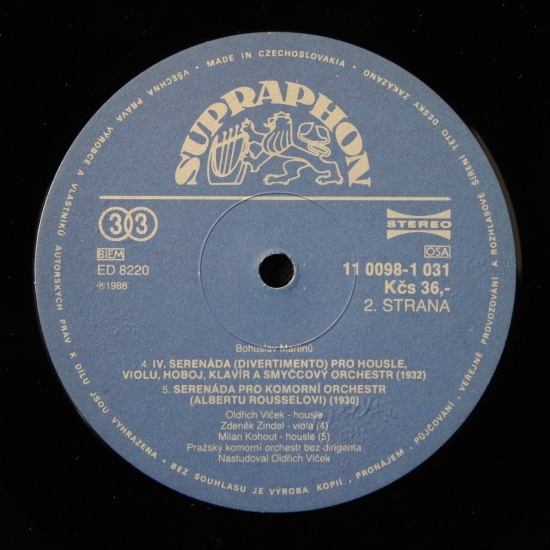 VŠECHNA PRÁVA VÝROBCE A VLASTNÍKŮ AUTORSKÝCH PRÁV K DÍLU JSOU VYHRAZENA. • BEZ SOUHLASU JE VÝROBA KOPIÍ, PRONÁJEM, PŮJČOVÁNÍ, VEŘEJNÉ PROVOZOVÁNÍ A ROZHLASOVÉ ŠÍŘENÍ TÉTO DESKY ZAKÁZÁNO • MADE IN CZECHOSLOVAKIA •
SUPRAPHON
33
STEREO
BIEM
OSA
ED 8220
11 0098-1 031
℗1986
Kčs 36,-
2. STRANA
Bohuslav Martinů
4. IV. SERENÁDA (DIVERTIMENTO) PRO HOUSLE,
VIOLU, HOBOJ, KLAVÍR A SMYČCOVÝ ORCHESTR (1932)
5. SERENÁDA PRO KOMORNÍ ORCHESTR
(ALBERTU ROUSSELOVI) (1930)
Oldřich Vlček - housle
Zdeněk Zindel - viola (4)
Milan Kohout - housle (5)
Pražský komorní orchestr bez dirigenta
Nastudoval Oldřich Vlček